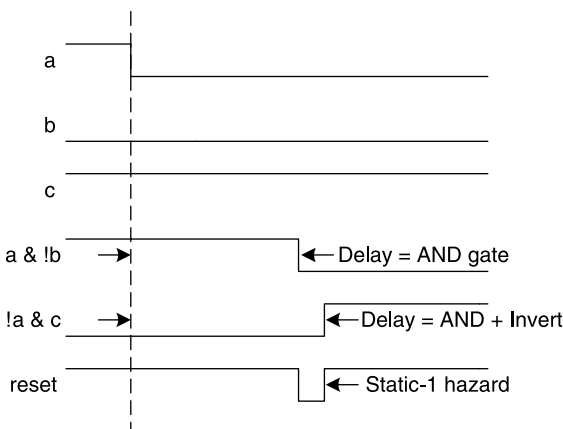 a
b
c
a & !b
Delay = AND gate
!a & c
Delay = AND + Invert
reset
Static-1 hazard